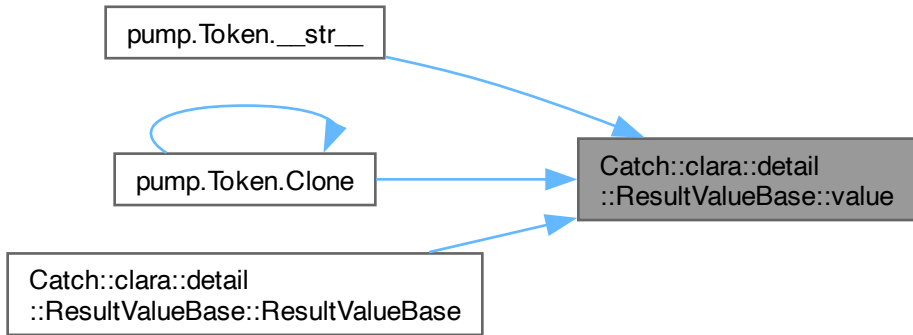 pump.Token.__str__
pump.Token.Clone
Catch::clara::detail
::ResultValueBase::value
Catch::clara::detail
::ResultValueBase::ResultValueBase